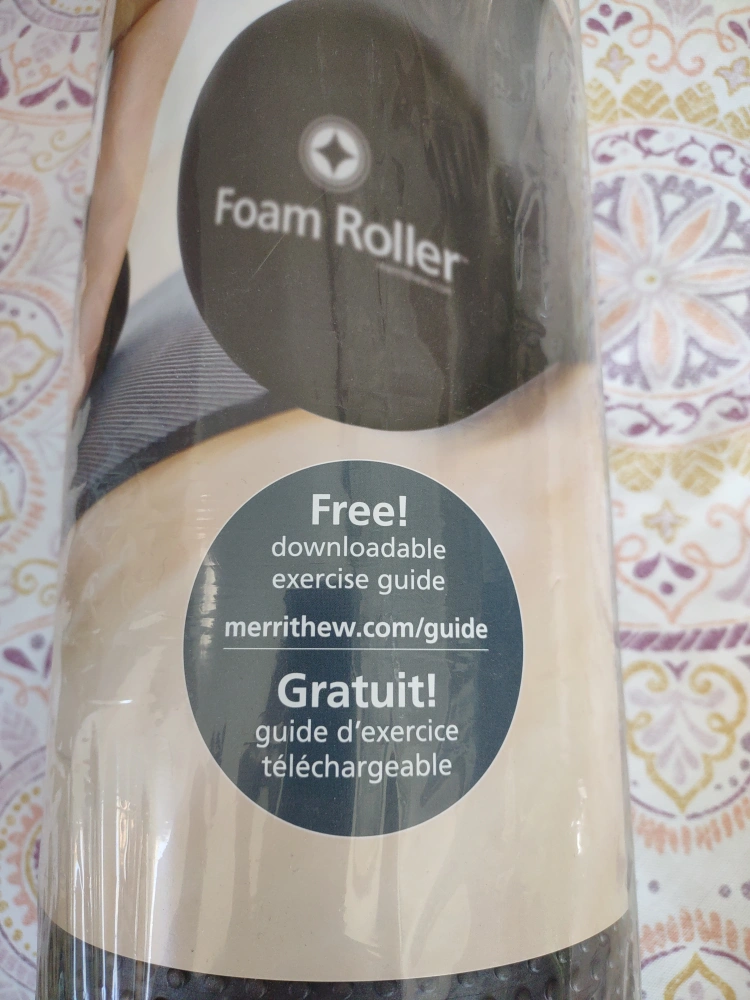 Foam Roller
Free!
downloadable
exercise guide
merrithew.com/guide
Gratuit!
guide d'exercice
téléchargeable